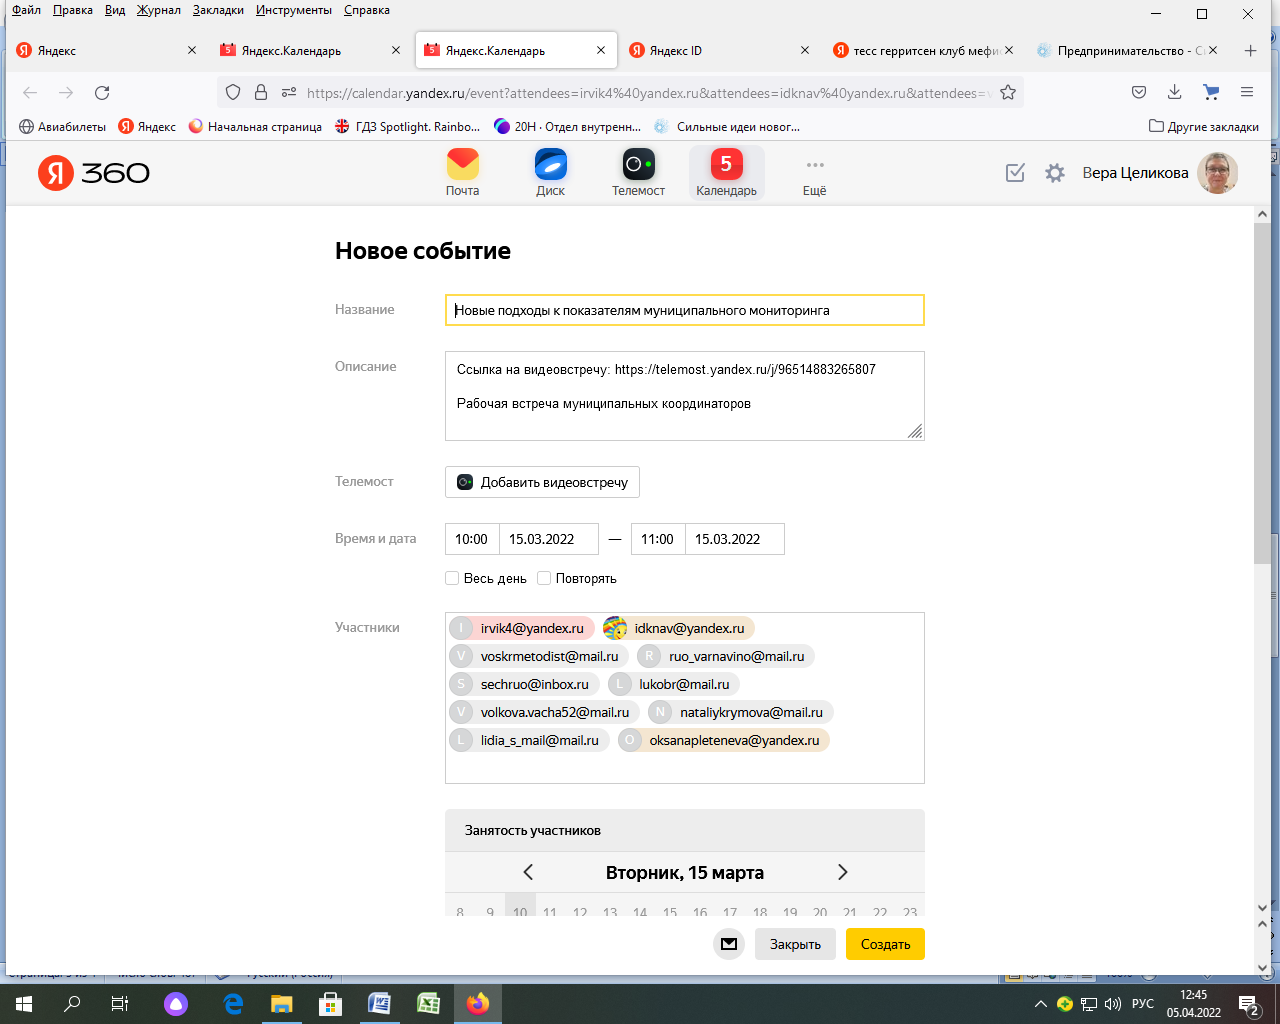 Файл Правка Вид Журнал Закладки Инструменты Справка
Яндекс Яндекс.Календарь Яндекс.Календарь Яндекс ID тесс герритсен клуб мефи Предпринимательство - С
https://calendar.yandex.ru/event?attendees=irvik4%40yandex.ru&attendees=idknav%40yandex.ru&attendees=v
Авиабилеты Яндекс Начальная страница ГДЗ Spotlight. Rainbo... 20Н · Отдел внутренн... Сильные идеи новог... Другие закладки
Я 360 Почта Диск Телемост 5 Календарь Ещё Вера Целикова
Новое событие
Название Новые подходы к показателям муниципального мониторинга
Описание Ссылка на видеовстречу: https://telemost.yandex.ru/j/96514883265807
Рабочая встреча муниципальных координаторов
Телемост Добавить видеовстречу
Время и дата 10:00 15.03.2022 — 11:00 15.03.2022
Весь день Повторять
Участники I irvik4@yandex.ru idknav@yandex.ru
V voskrmetodist@mail.ru R ruo_varnavino@mail.ru
S sechruo@inbox.ru L lukobr@mail.ru
V volkova.vacha52@mail.ru N nataliykrymova@mail.ru
L lidia_s_mail@mail.ru O oksanapleteneva@yandex.ru
Занятость участников
Вторник, 15 марта
8 9 10 11 12 13 14 15 16 17 18 19 20 21 22 23
Закрыть Создать
РУС 12:45
05.04.2022 2